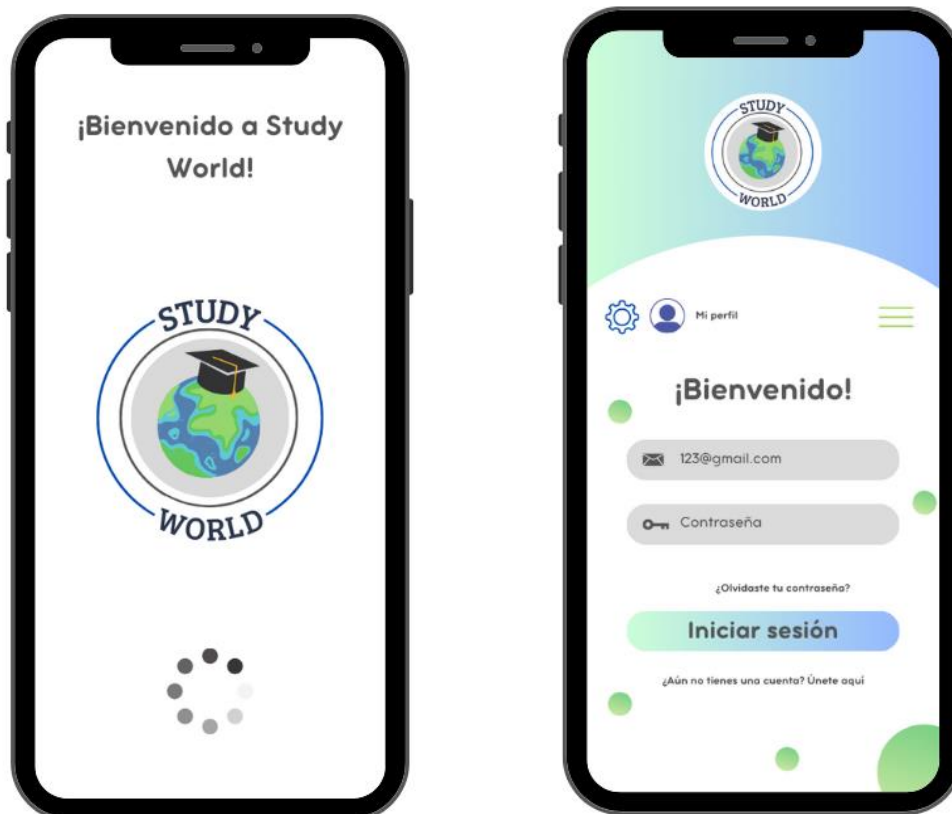 ¡Bienvenido a Study
World!
STUDY
WORLD
STUDY
WORLD
Mi perfil
¡Bienvenido!
123@gmail.com
Contraseña
¿Olvidaste tu contraseña?
Iniciar sesión
¿Aún no tienes una cuenta? Únete aquí